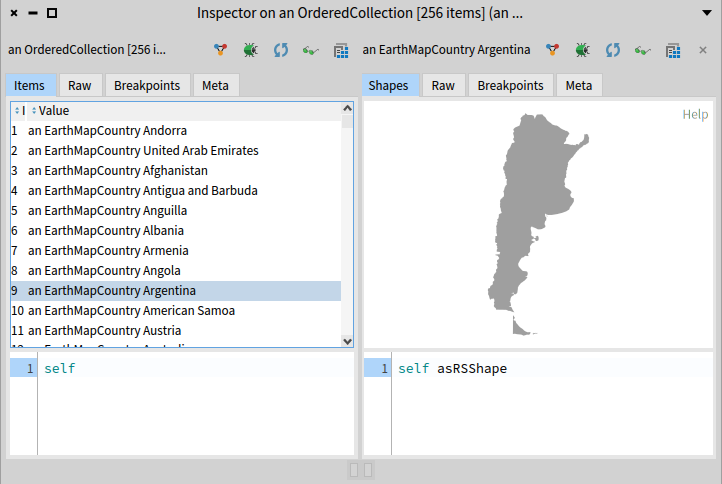 Inspector on an OrderedCollection [256 items] (an ...
an OrderedCollection [256 i...
an EarthMapCountry Argentina
Items Raw Breakpoints Meta
Shapes Raw Breakpoints Meta
I Value
1 an EarthMapCountry Andorra
2 an EarthMapCountry United Arab Emirates
3 an EarthMapCountry Afghanistan
4 an EarthMapCountry Antigua and Barbuda
5 an EarthMapCountry Anguilla
6 an EarthMapCountry Albania
7 an EarthMapCountry Armenia
8 an EarthMapCountry Angola
9 an EarthMapCountry Argentina
10 an EarthMapCountry American Samoa
11 an EarthMapCountry Austria
Help
1 self
1 self asRSShape